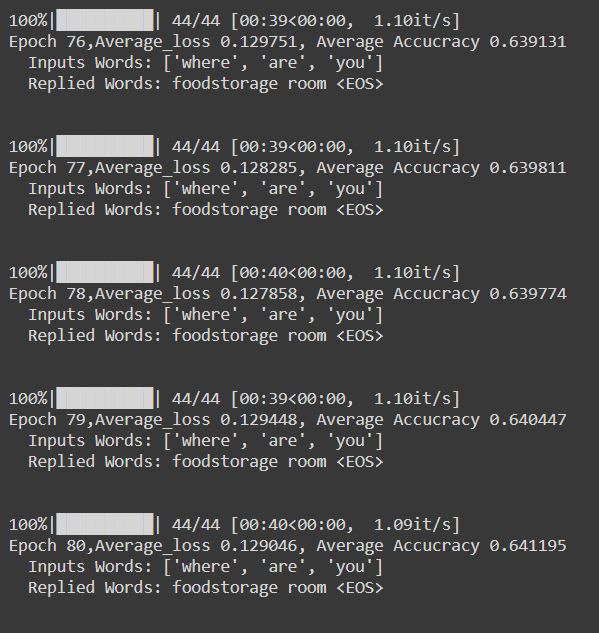 100%|██████████| 44/44 [00:39<00:00,  1.10it/s]
Epoch 76,Average_loss 0.129751, Average Accucracy 0.639131
  Inputs Words: ['where', 'are', 'you']
  Replied Words: foodstorage room <EOS>
100%|██████████| 44/44 [00:39<00:00,  1.10it/s]
Epoch 77,Average_loss 0.128285, Average Accucracy 0.639811
  Inputs Words: ['where', 'are', 'you']
  Replied Words: foodstorage room <EOS>
100%|██████████| 44/44 [00:40<00:00,  1.10it/s]
Epoch 78,Average_loss 0.127858, Average Accucracy 0.639774
  Inputs Words: ['where', 'are', 'you']
  Replied Words: foodstorage room <EOS>
100%|██████████| 44/44 [00:39<00:00,  1.10it/s]
Epoch 79,Average_loss 0.129448, Average Accucracy 0.640447
  Inputs Words: ['where', 'are', 'you']
  Replied Words: foodstorage room <EOS>
100%|██████████| 44/44 [00:40<00:00,  1.09it/s]
Epoch 80,Average_loss 0.129046, Average Accucracy 0.641195
  Inputs Words: ['where', 'are', 'you']
  Replied Words: foodstorage room <EOS>